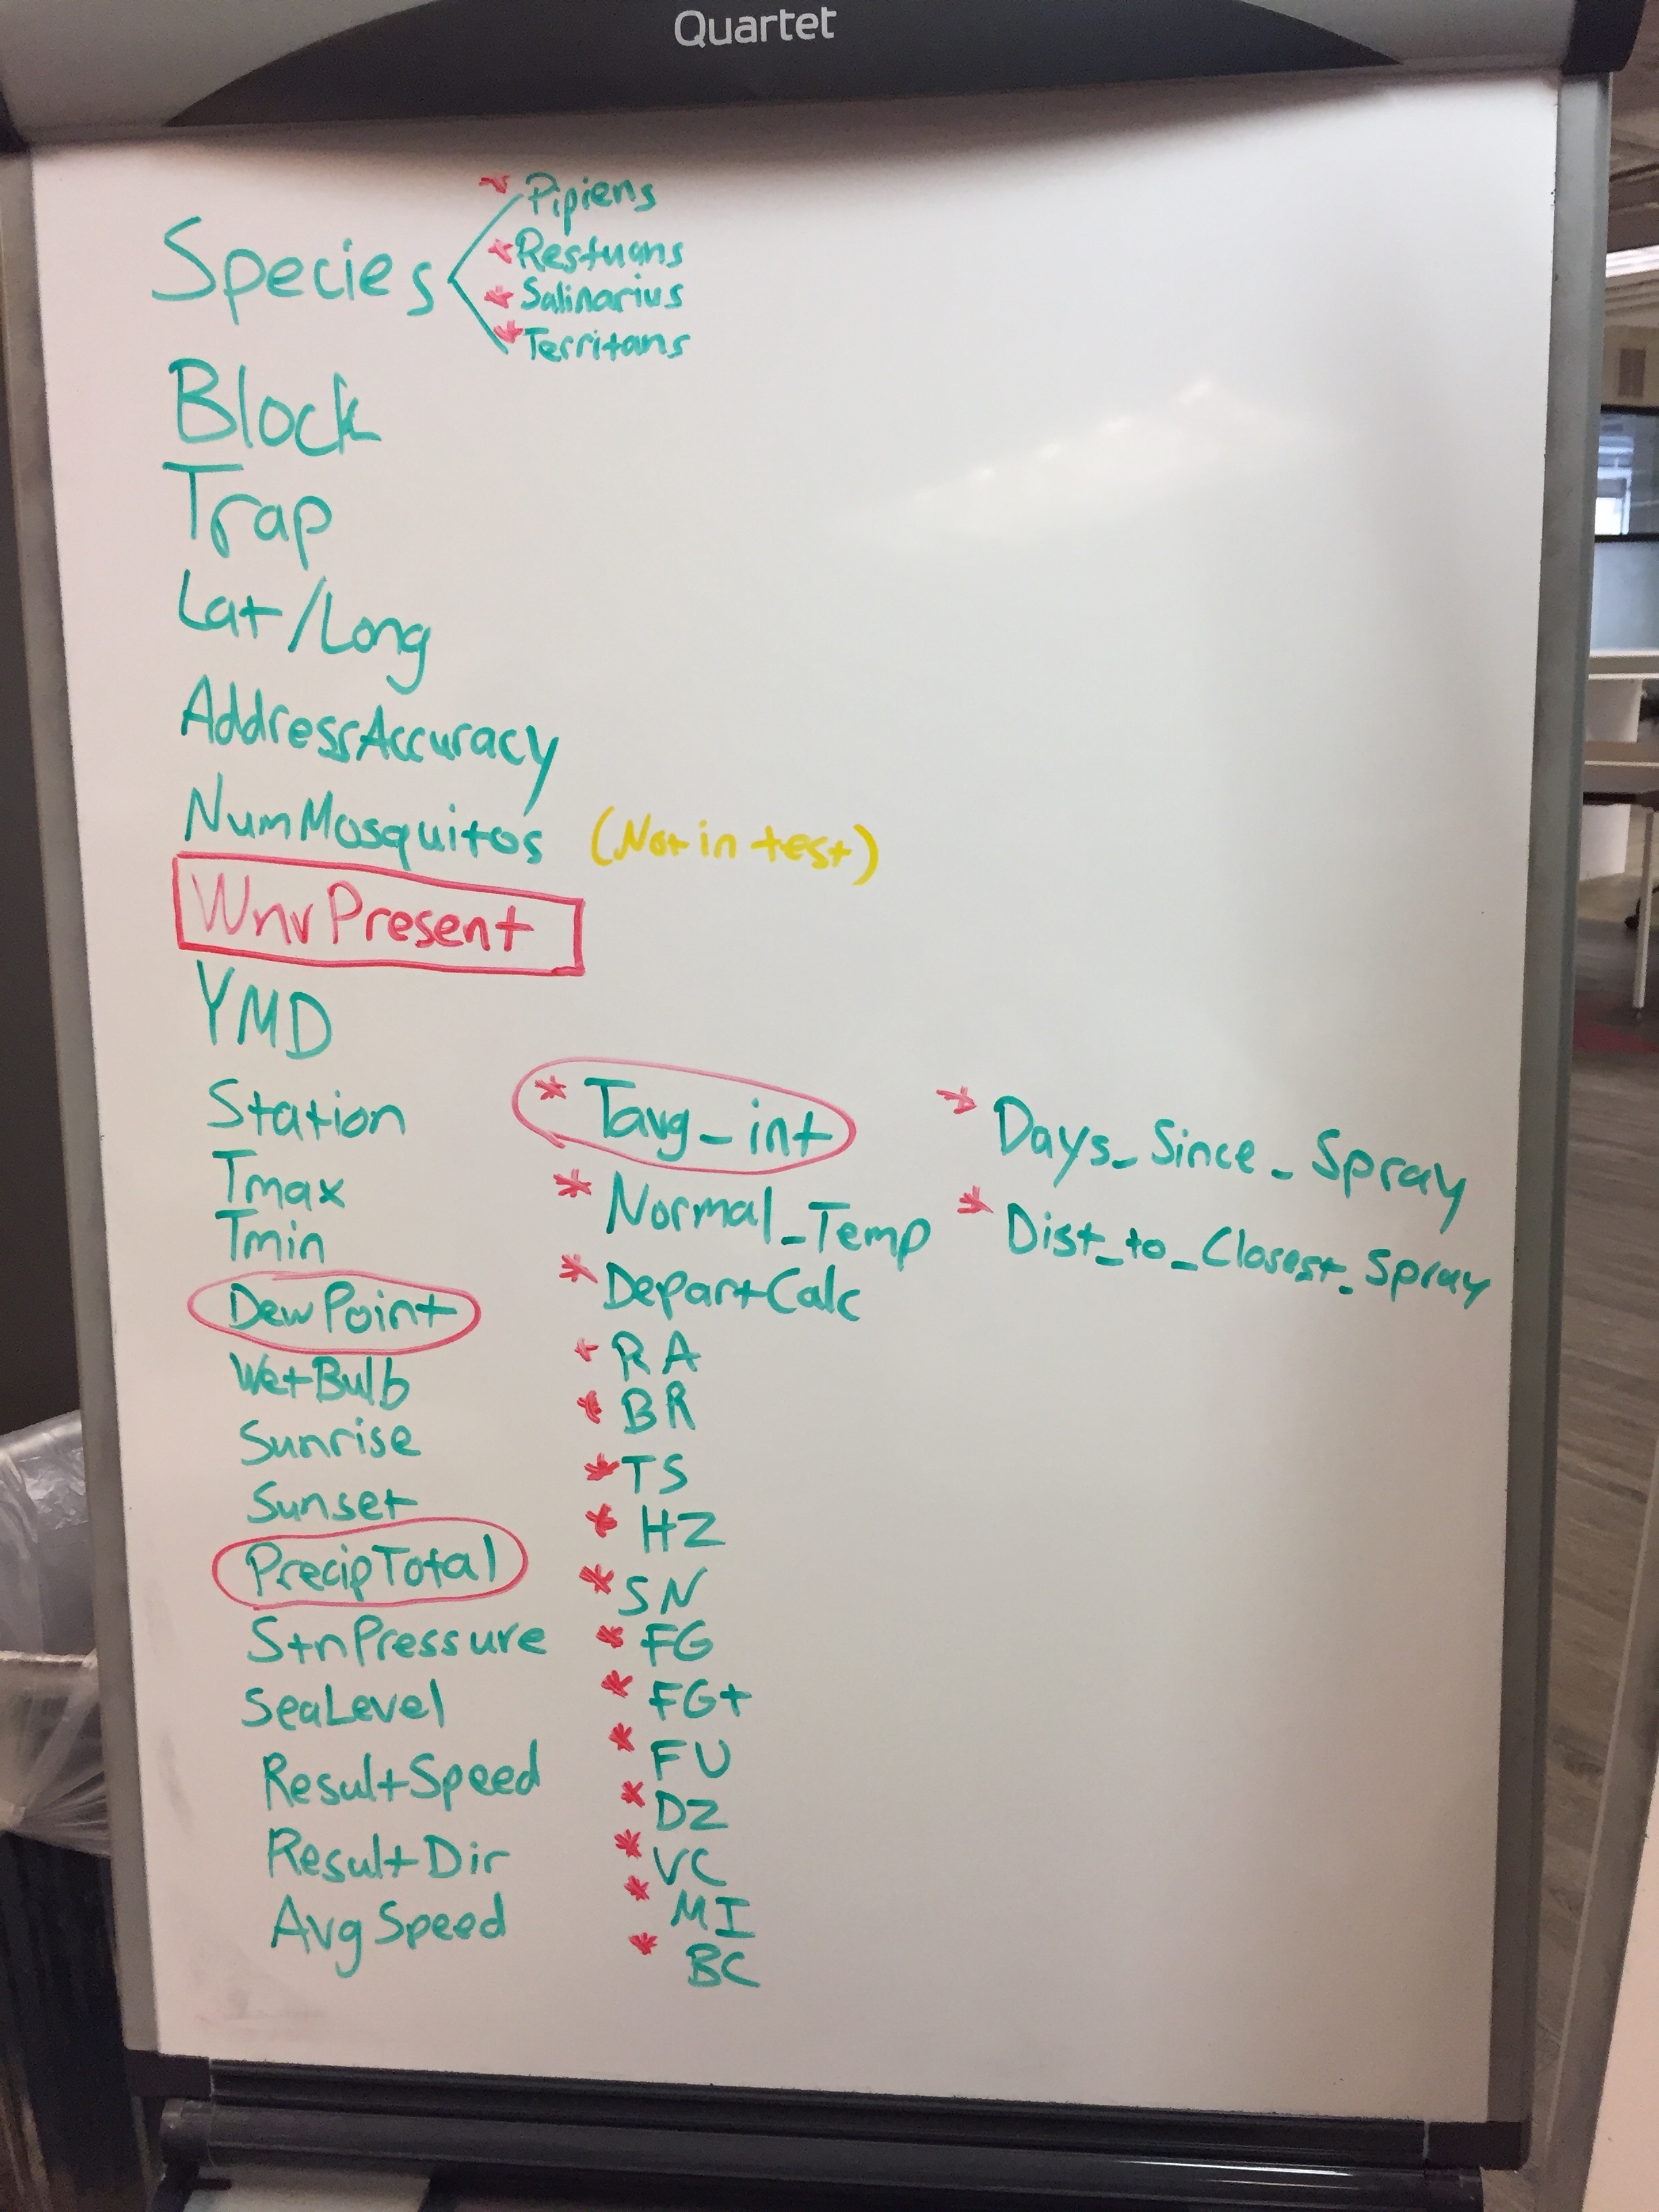 Quartet
Species
* Pipiens
* Restuans
* Salinarius
* Territans
Block
Trap
Lat/Long
AddressAccuracy
NumMosquitos (Not in test)
WnvPresent
YMD
Station
Tmax
Tmin
DewPoint
WetBulb
Sunrise
Sunset
PrecipTotal
StnPressure
SeaLevel
ResultSpeed
ResultDir
AvgSpeed
* Tavg_int
* Normal_Temp
* DepartCalc
* RA
* BR
* TS
* HZ
* SN
* FG
* FG+
* FU
* DZ
* VC
* MI
* BC
* Days_Since_Spray
* Dist_to_Closest_Spray